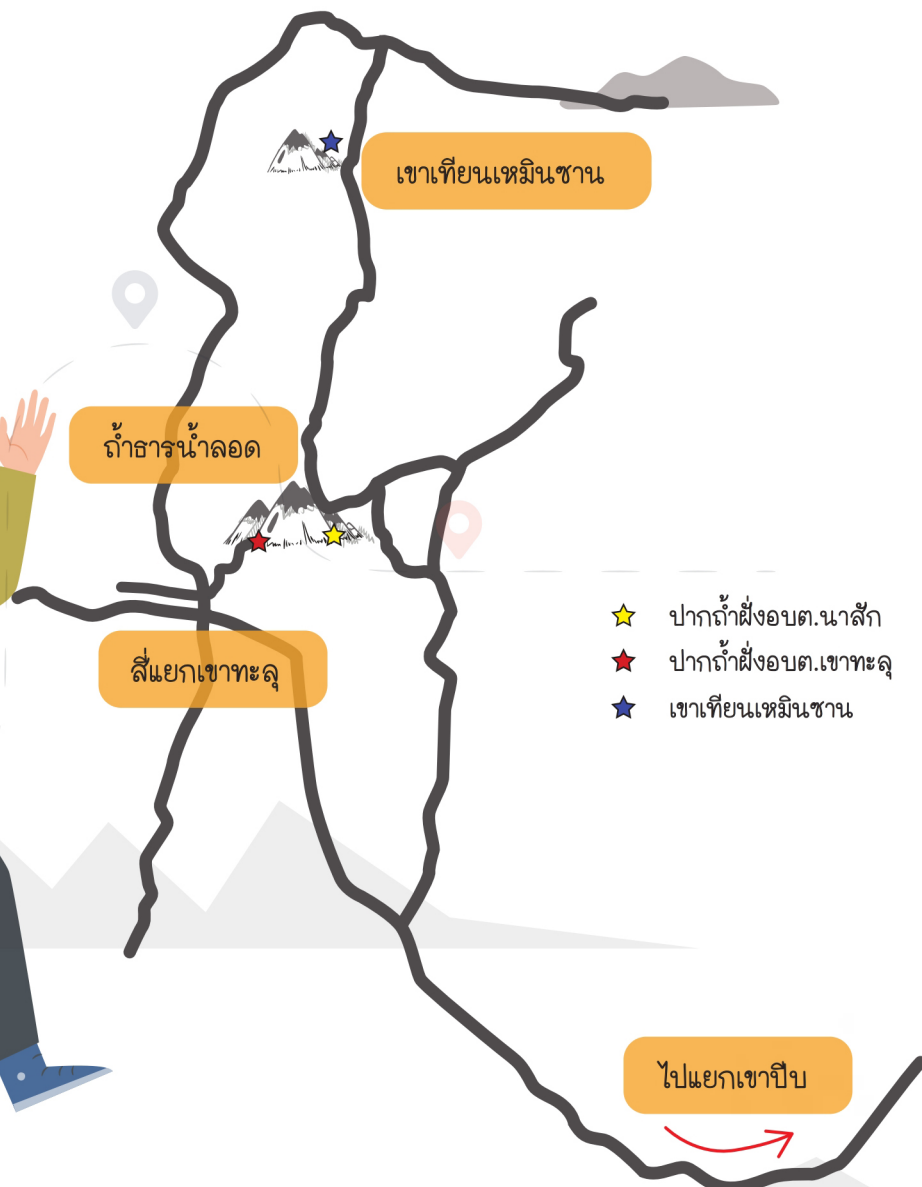 เขาเทียนเหมินซาน
ถ้ำธารน้ำลอด
สี่แยกเขาทะลุ
ปากถ้ำฝั่งอบต.นาสัก
ปากถ้ำฝั่งอบต.เขาทะลุ
เขาเทียนเหมินซาน
ไปแยกเขาปีบ